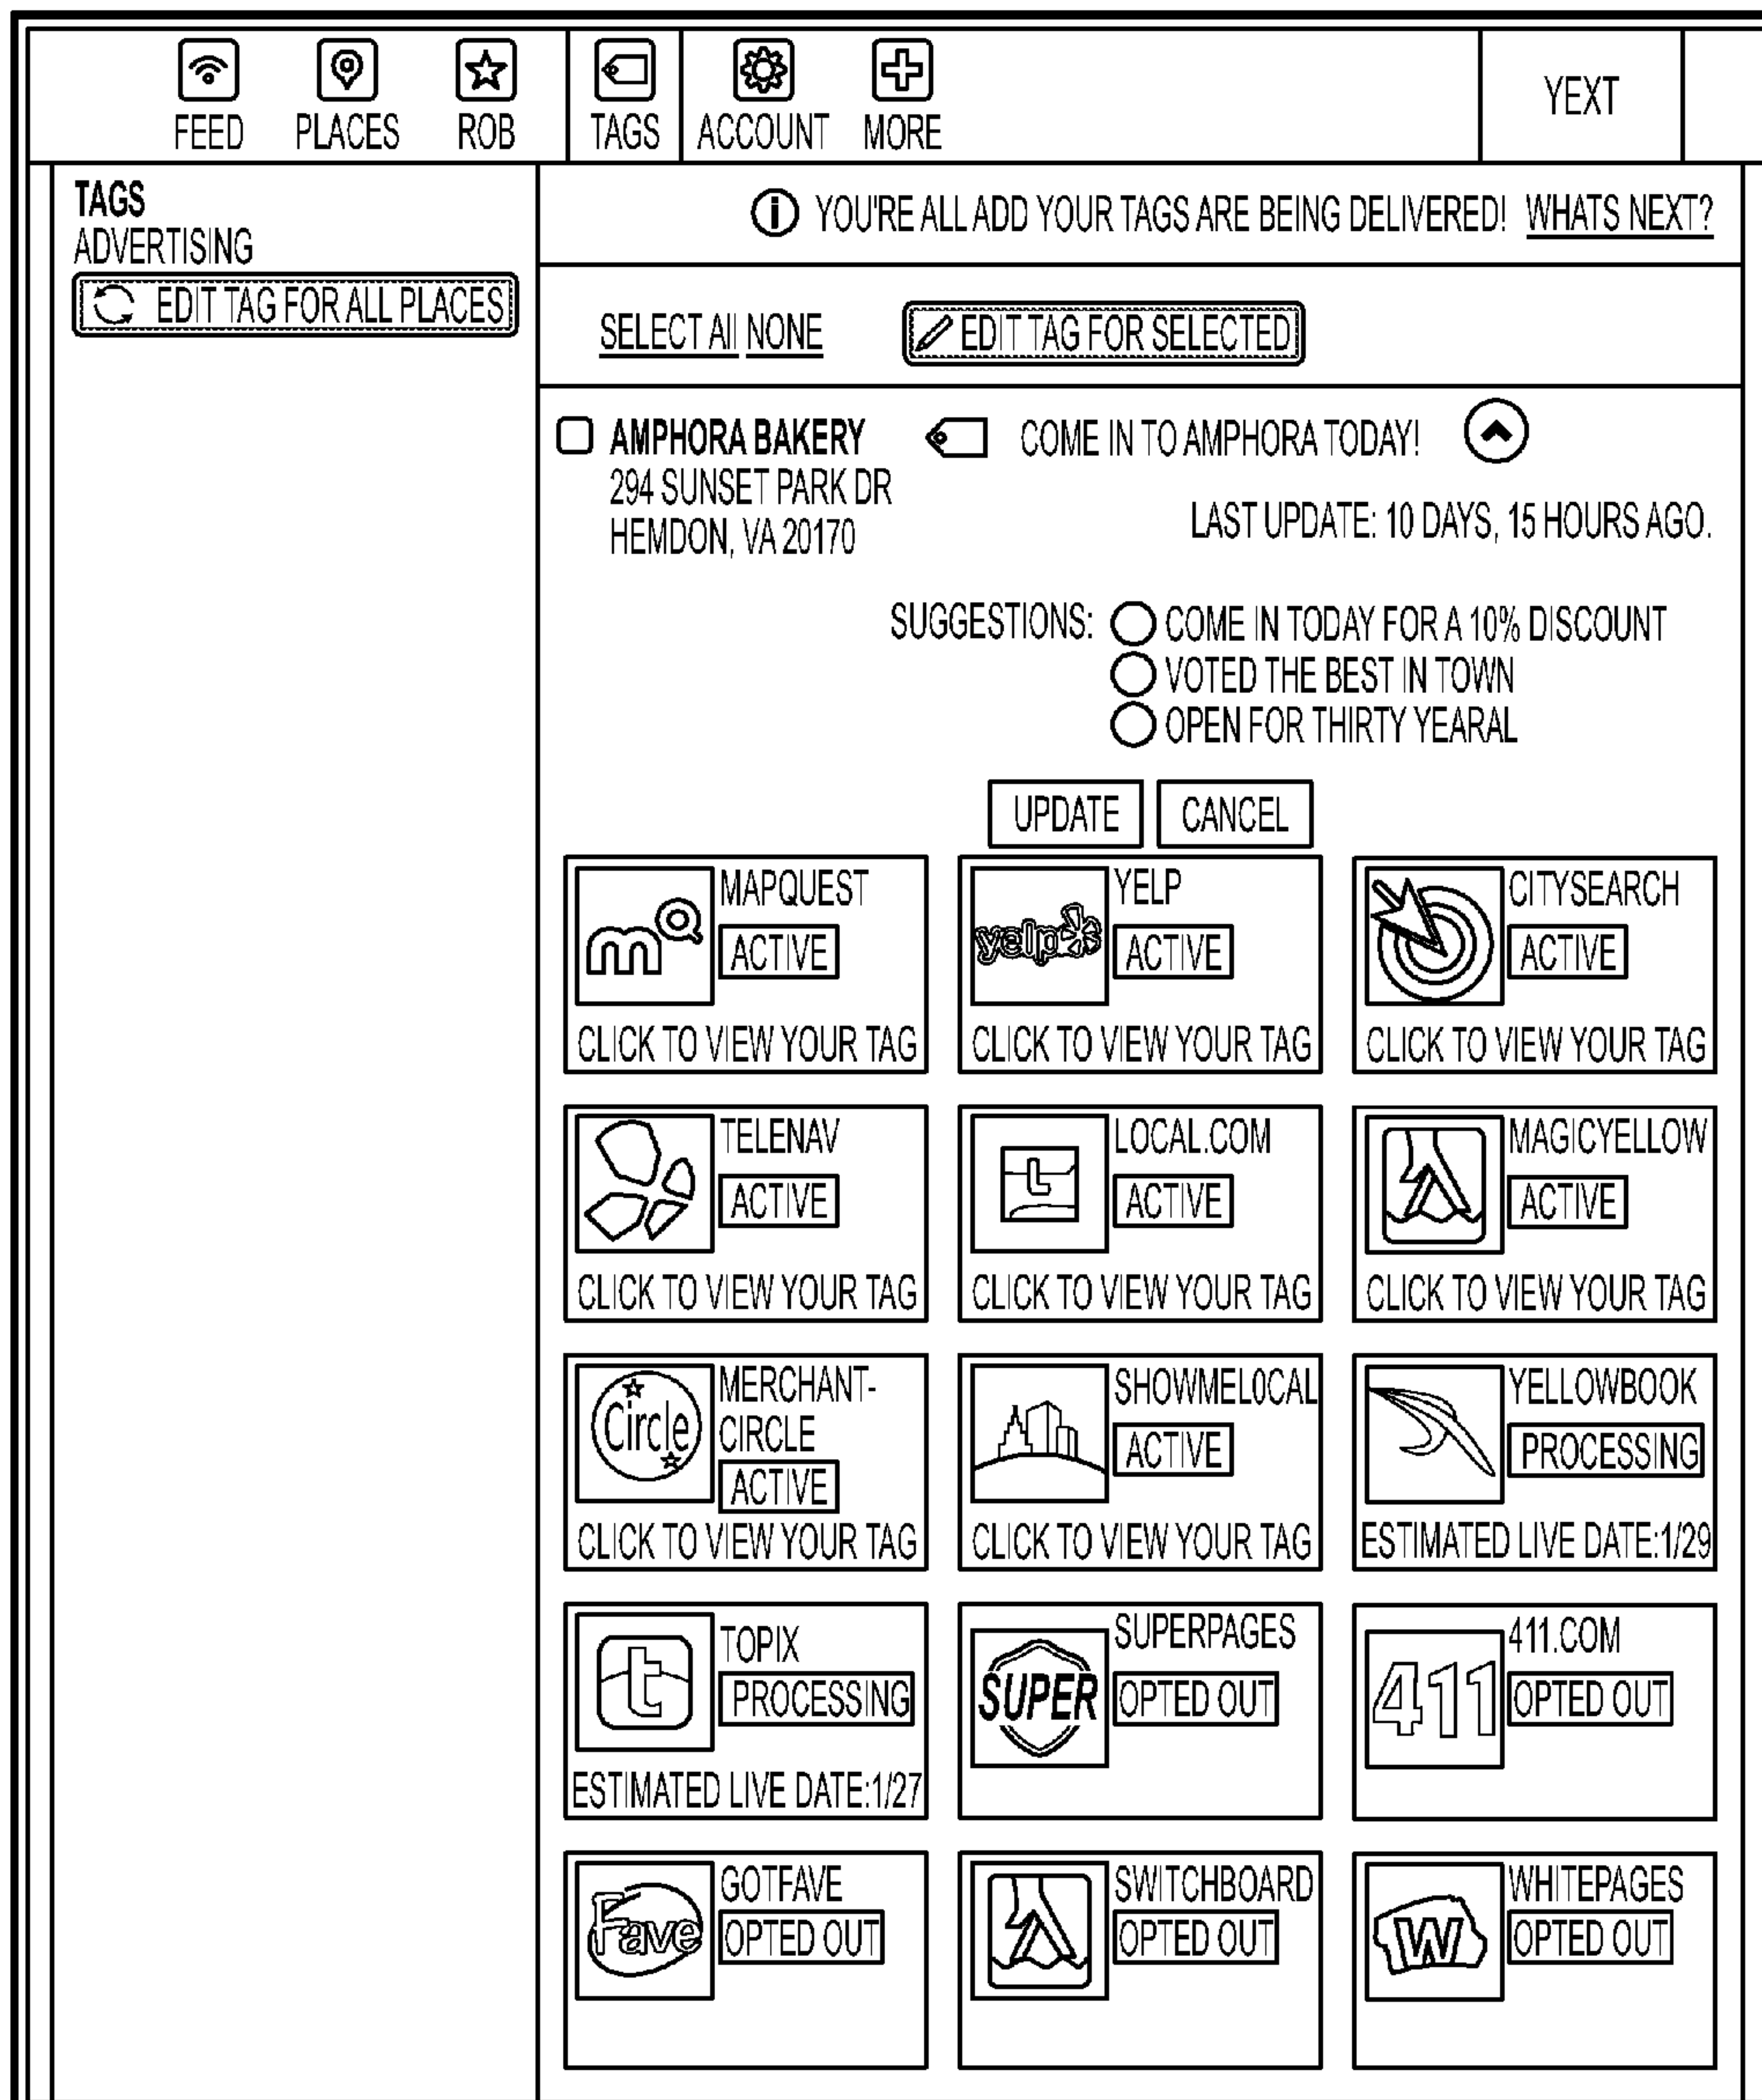 FEED PLACES ROB TAGS ACCOUNT MORE YEXT
TAGS
ADVERTISING
EDIT TAG FOR ALL PLACES
YOU'RE ALL ADD YOUR TAGS ARE BEING DELIVERED! WHATS NEXT?
SELECT All NONE EDIT TAG FOR SELECTED
AMPHORA BAKERY COME IN TO AMPHORA TODAY!
294 SUNSET PARK DR
HEMDON, VA 20170
LAST UPDATE: 10 DAYS, 15 HOURS AGO.
SUGGESTIONS: COME IN TODAY FOR A 10% DISCOUNT
VOTED THE BEST IN TOWN
OPEN FOR THIRTY YEARAL
UPDATE CANCEL
mQ MAPQUEST
ACTIVE
CLICK TO VIEW YOUR TAG
yelp YELP
ACTIVE
CLICK TO VIEW YOUR TAG
CITYSEARCH
ACTIVE
CLICK TO VIEW YOUR TAG
TELENAV
ACTIVE
CLICK TO VIEW YOUR TAG
L LOCAL.COM
ACTIVE
CLICK TO VIEW YOUR TAG
MAGICYELLOW
ACTIVE
CLICK TO VIEW YOUR TAG
Circle MERCHANT-
CIRCLE
ACTIVE
CLICK TO VIEW YOUR TAG
SHOWMEL0CAL
ACTIVE
CLICK TO VIEW YOUR TAG
YELLOWBOOK
PROCESSING
ESTIMATED LIVE DATE:1/29
t TOPIX
PROCESSING
ESTIMATED LIVE DATE:1/27
SUPER SUPERPAGES
OPTED OUT
411 411.COM
OPTED OUT
Fave GOTFAVE
OPTED OUT
SWITCHBOARD
OPTED OUT
W WHITEPAGES
OPTED OUT